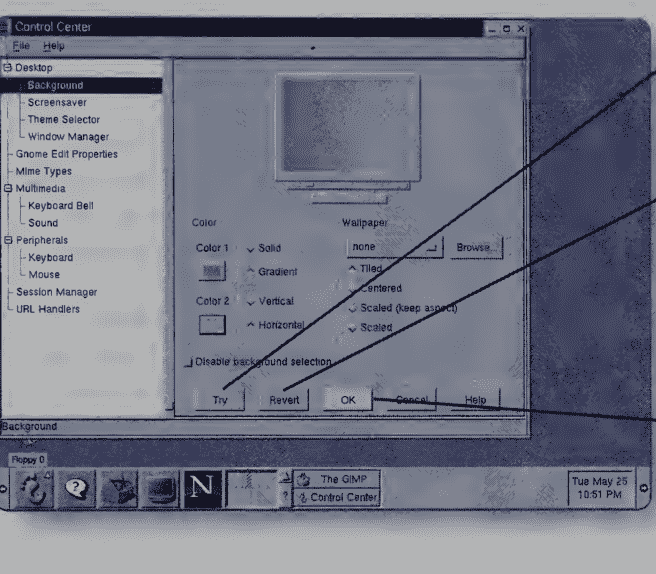 Control Center
File Help
Desktop
Background
Screensaver
Theme Selector
Window Manager
Gnome Edit Properties
Mime Types
Multimedia
Keyboard Bell
Sound
Peripherals
Keyboard
Mouse
Session Manager
URL Handlers
Color
Wallpaper
Color 1
Solid
none
Browse...
Gradient
Tiled
Centered
Color 2
Vertical
Scaled (keep aspect)
Horizontal
Scaled
Disable background selection
Try Revert OK Cancel Help
Background
Floppy 0
?
N
The GIMP
Control Center
Tue May 25
10:51 PM